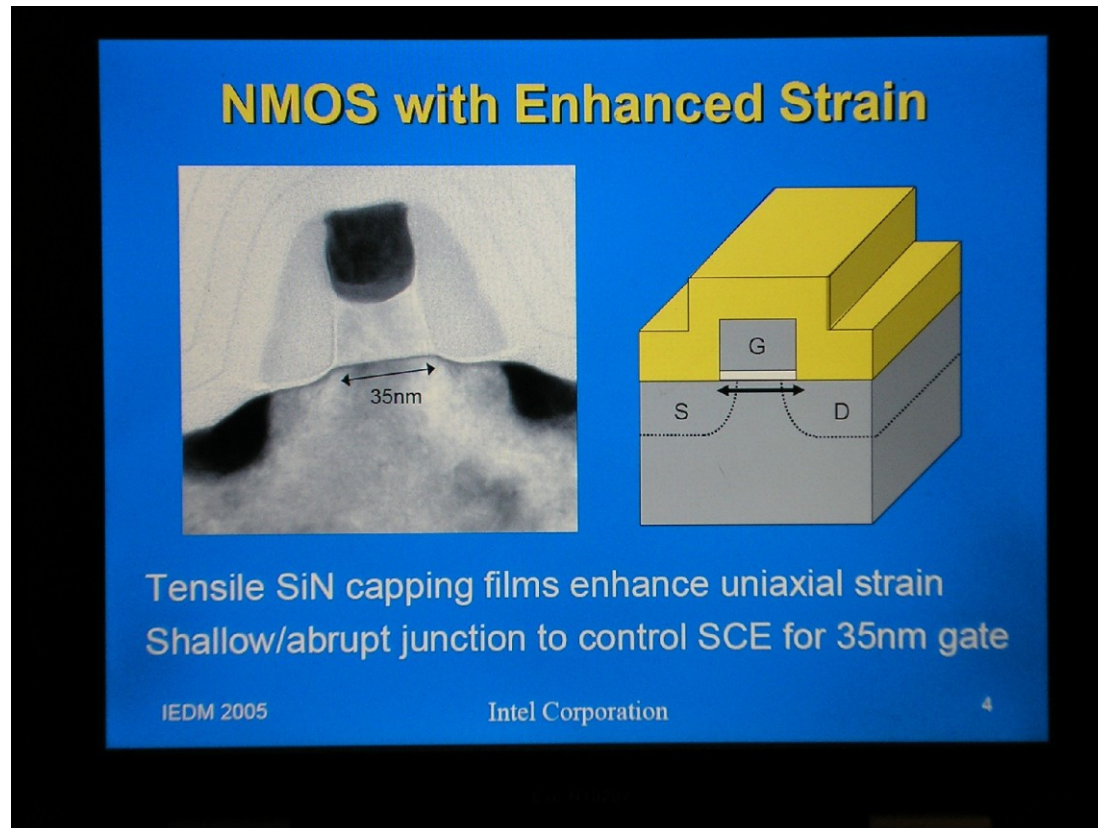 NMOS with Enhanced Strain
35nm
G
S
D
Tensile SiN capping films enhance uniaxial strain
Shallow/abrupt junction to control SCE for 35nm gate
IEDM 2005
Intel Corporation
4